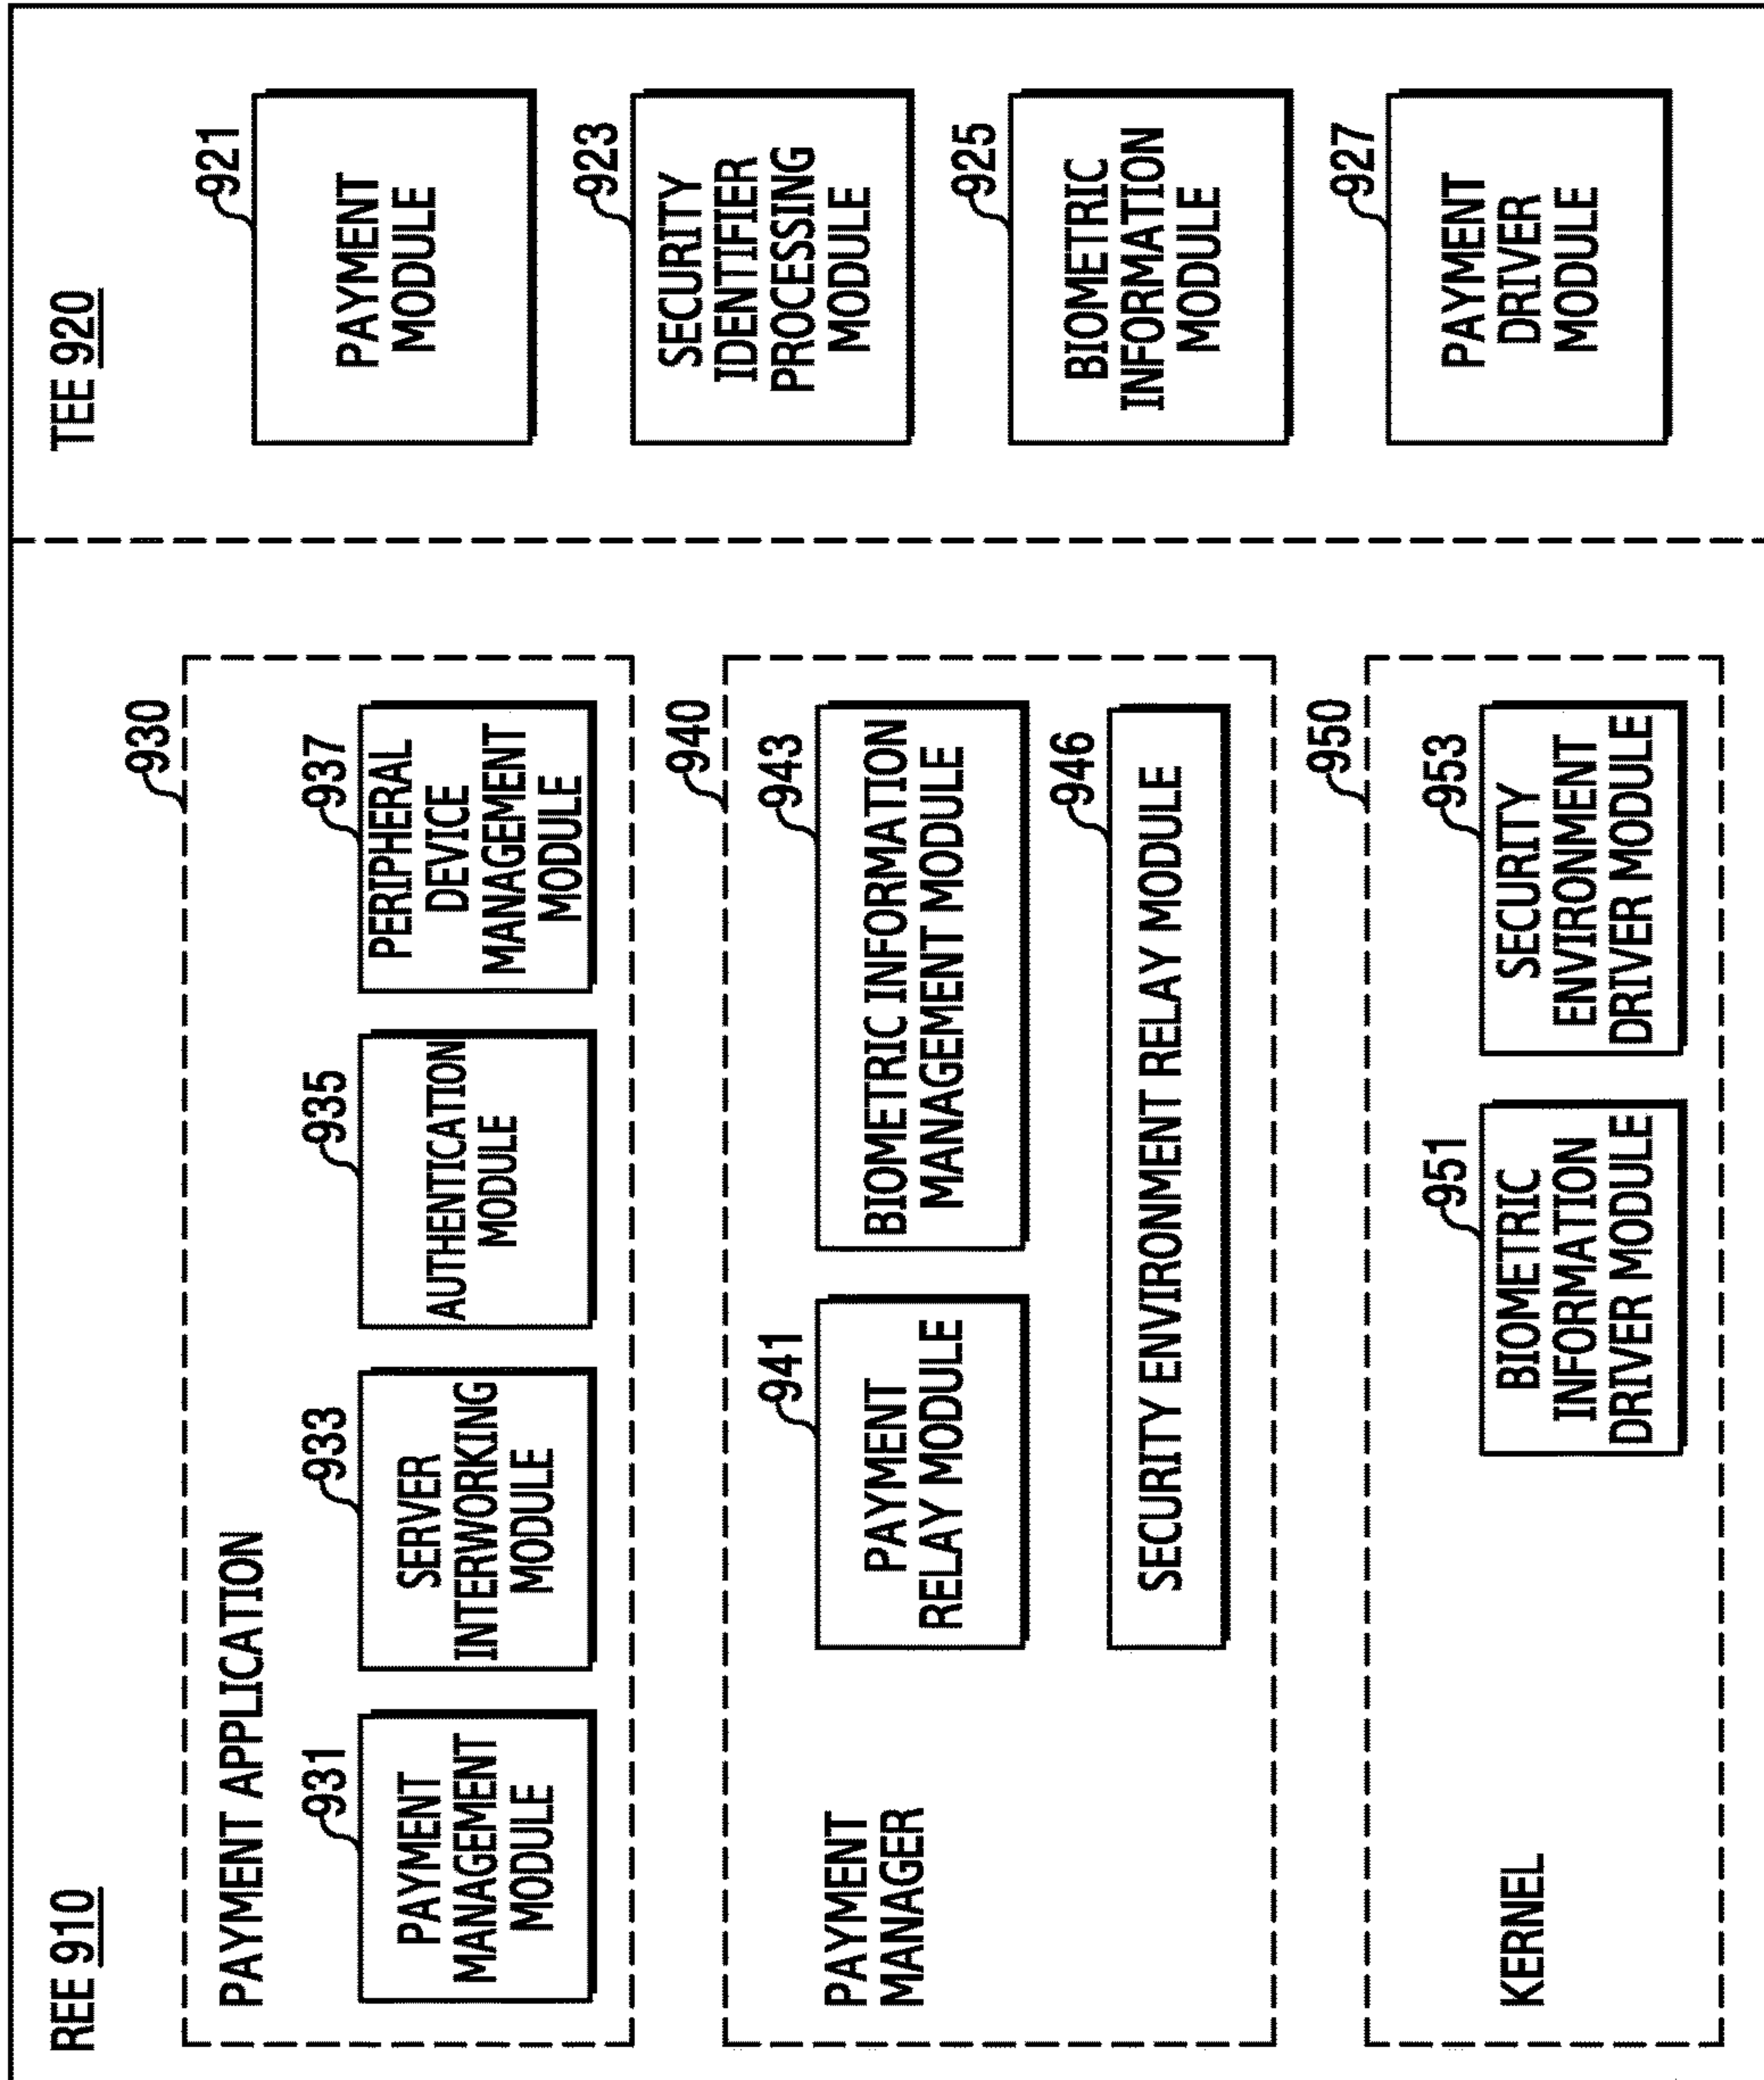 REE 910
930
PAYMENT APPLICATION
931
PAYMENT
MANAGEMENT
MODULE
933
SERVER
INTERWORKING
MODULE
935
AUTHENTICATION
MODULE
937
PERIPHERAL
DEVICE
MANAGEMENT
MODULE
940
PAYMENT
MANAGER
941
PAYMENT
RELAY MODULE
943
BIOMETRIC INFORMATION
MANAGEMENT MODULE
946
SECURITY ENVIRONMENT RELAY MODULE
950
KERNEL
951
BIOMETRIC
INFORMATION
DRIVER MODULE
953
SECURITY
ENVIRONMENT
DRIVER MODULE
TEE 920
921
PAYMENT
MODULE
923
SECURITY
IDENTIFIER
PROCESSING
MODULE
925
BIOMETRIC
INFORMATION
MODULE
927
PAYMENT
DRIVER
MODULE